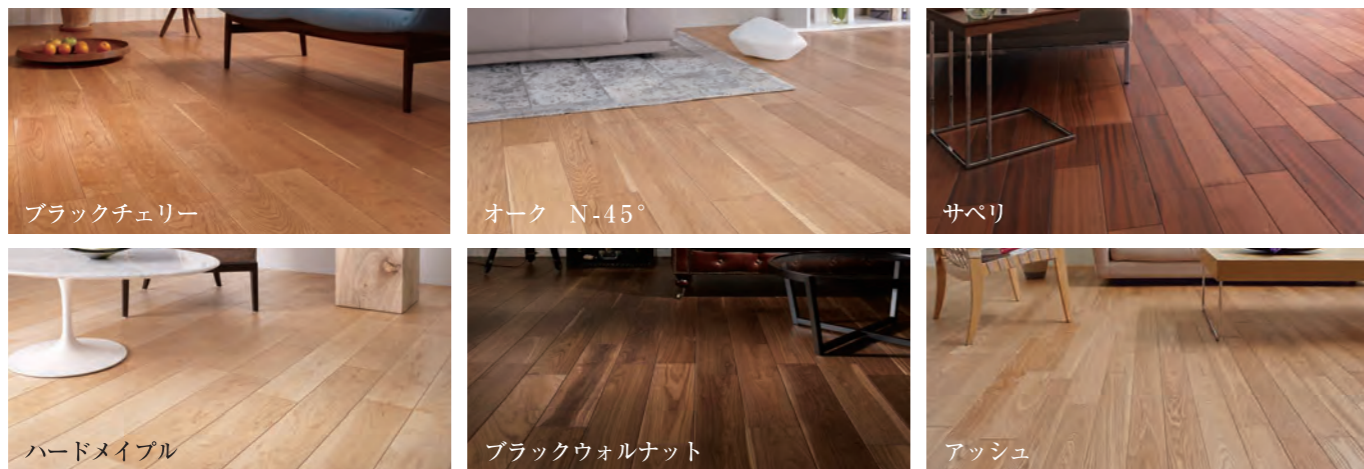 ブラックチェリー
オーク　N-45°
サペリ
ハードメイプル
ブラックウォルナット
アッシュ